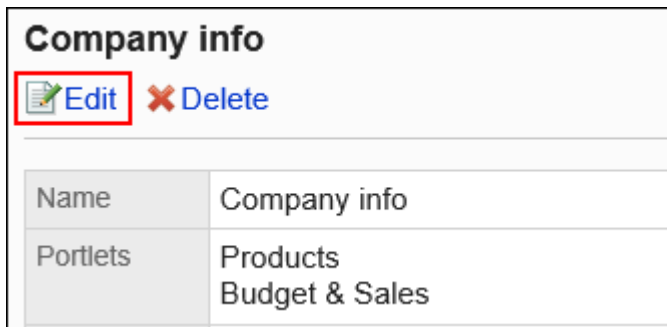 Company info
Edit Delete
Name Company info
Portlets Products
Budget & Sales